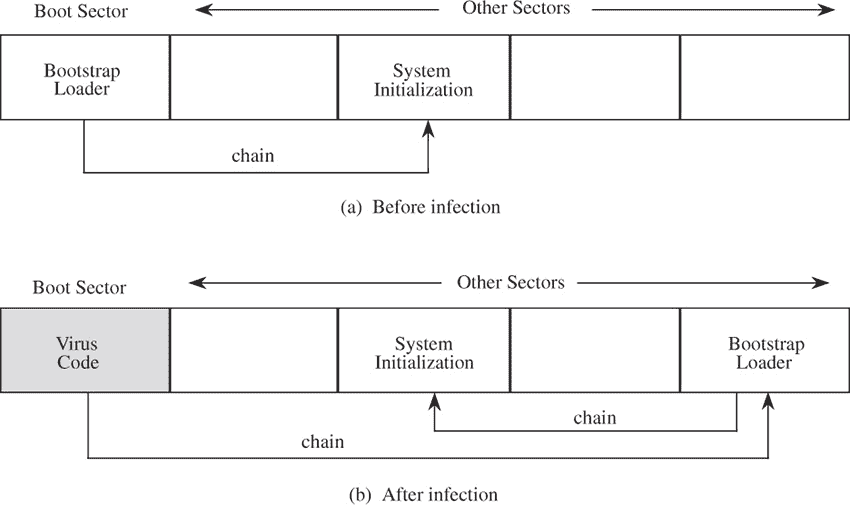 Boot Sector
Other Sectors
Bootstrap
Loader
System
Initialization
chain
(a) Before infection
Boot Sector
Other Sectors
Virus
Code
System
Initialization
Bootstrap
Loader
chain
chain
(b) After infection